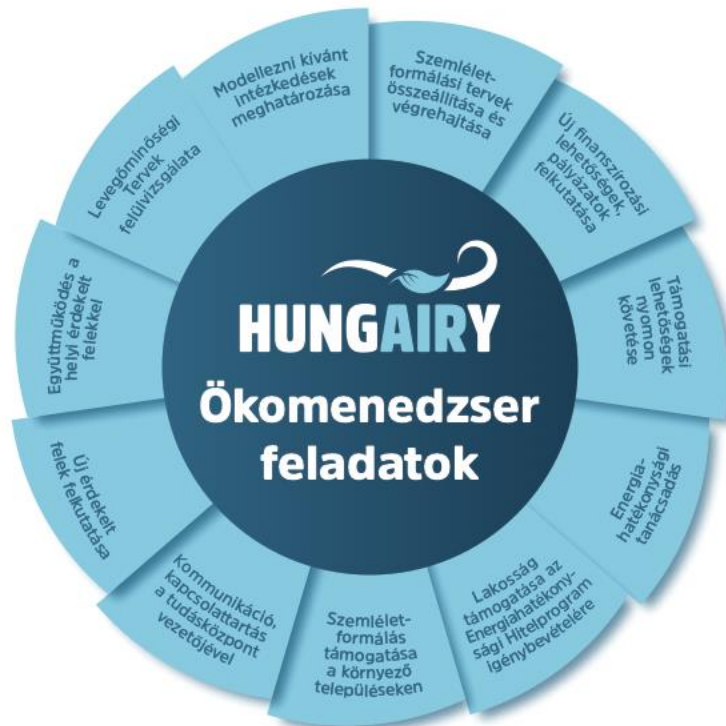 HUNGAIRY
Ökomenedzser
feladatok
Modellezni kívánt
intézkedések
meghatározása
Szemlélet-
formálási tervek
összeállítása és
végrehajtása
Új finanszírozási
lehetőségek,
pályázatok
felkutatása
Támogatási
lehetőségek
nyomon
követése
Energia-
hatékonysági
tanácsadás
Lakosság
támogatása az
Energiahatékony-
sági Hitelprogram
igénybevételére
Szemlélet-
formálás
támogatása
a környező
településeken
Kommunikáció,
kapcsolattartás
a tudásközpont
vezetőjével
Új érdekelt
felek felkutatása
Együttműködés a
helyi érdekelt
felekkel
Levegőminőségi
Tervek
felülvizsgálata